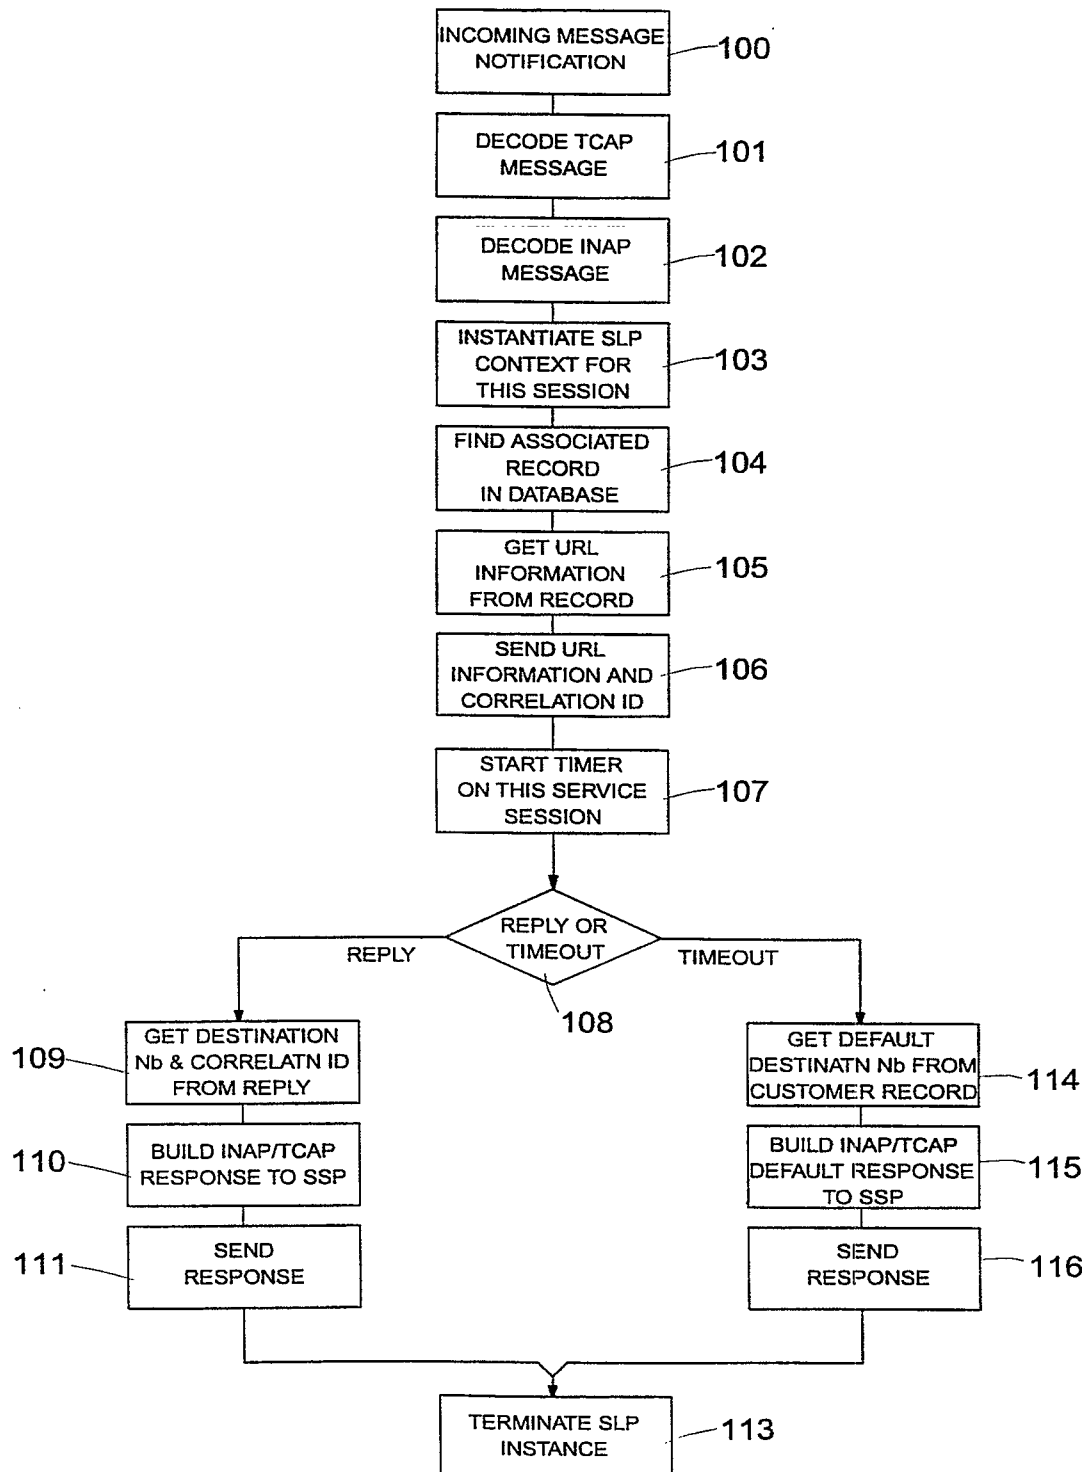 INCOMING MESSAGE
NOTIFICATION
100
DECODE TCAP
MESSAGE
101
DECODE INAP
MESSAGE
102
INSTANTIATE SLP
CONTEXT FOR
THIS SESSION
103
FIND ASSOCIATED
RECORD
IN DATABASE
104
GET URL
INFORMATION
FROM RECORD
105
SEND URL
INFORMATION AND
CORRELATION ID
106
START TIMER
ON THIS SERVICE
SESSION
107
REPLY OR
TIMEOUT
108
REPLY
TIMEOUT
GET DESTINATION
Nb & CORRELATN ID
FROM REPLY
109
BUILD INAP/TCAP
RESPONSE TO SSP
110
SEND
RESPONSE
111
GET DEFAULT
DESTINATN Nb FROM
CUSTOMER RECORD
114
BUILD INAP/TCAP
DEFAULT RESPONSE
TO SSP
115
SEND
RESPONSE
116
TERMINATE SLP
INSTANCE
113